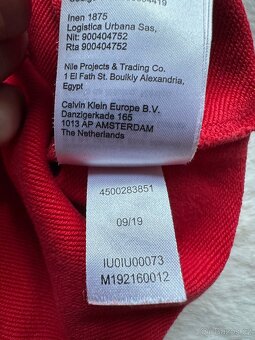 Inen 1875
Logistica Urbana Sas,
Nit: 900404752
Rta 900404752
Nile Projects & Trading Co.
1 El Fath St. Boulkly Alexandria,
Egypt
Calvin Klein Europe B.V.
Danzigerkade 165
1013 AP AMSTERDAM
The Netherlands
4500283851
09/19
IU0IU00073
M192160012